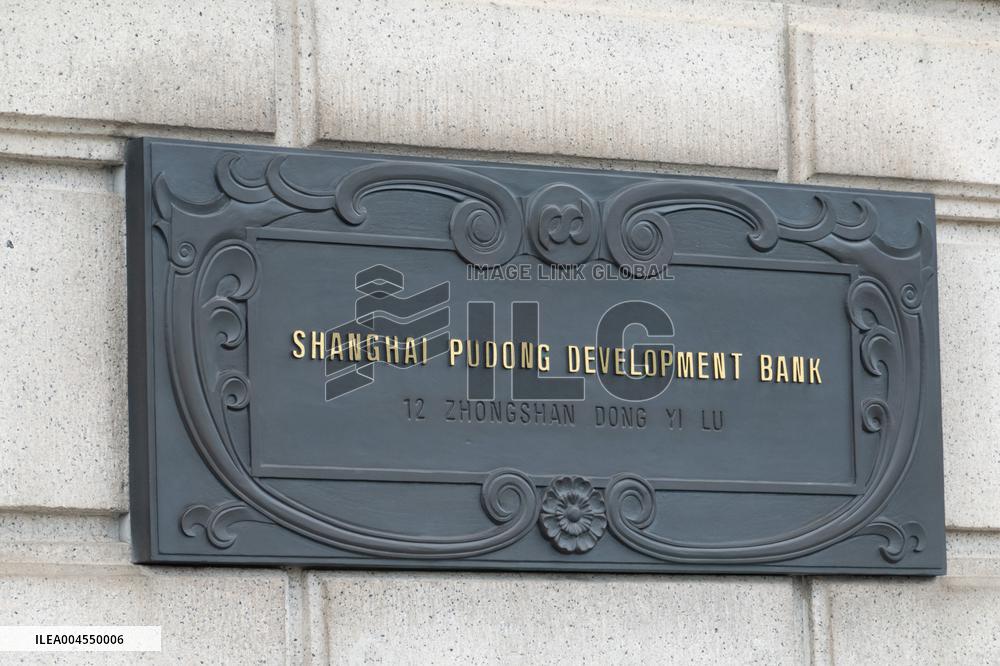 IMAGE LINK GLOBAL
ILG
SHANGHAI PUDONG DEVELOPMENT BANK
12 ZHONGSHAN DONG YI LU
ILEA004550006